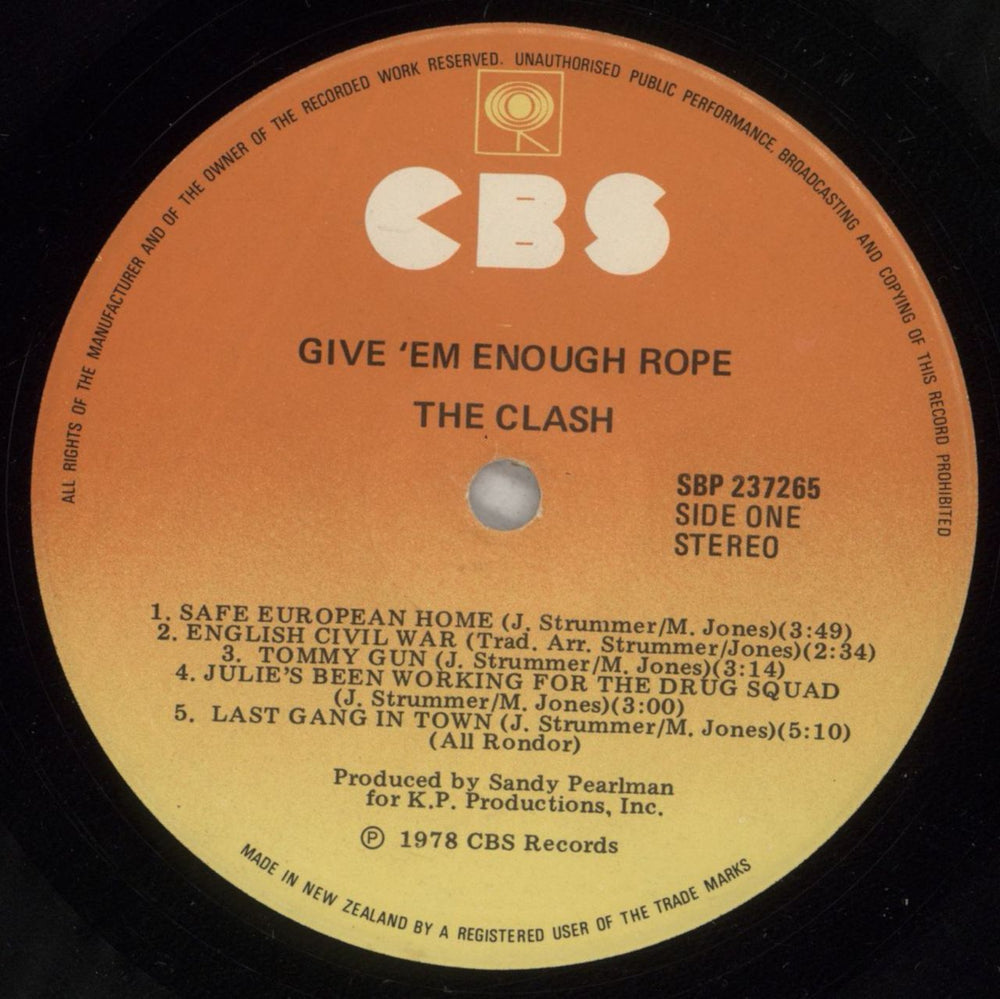 ALL RIGHTS OF THE MANUFACTURER AND OF THE OWNER OF THE RECORDED WORK RESERVED. UNAUTHORISED PUBLIC PERFORMANCE, BROADCASTING AND COPYING OF THIS RECORD PROHIBITED
CBS
GIVE ‘EM ENOUGH ROPE
THE CLASH
SBP 237265
SIDE ONE
STEREO
1. SAFE EUROPEAN HOME (J. Strummer/M. Jones)(3:49)
2. ENGLISH CIVIL WAR (Trad. Arr. Strummer/Jones)(2:34)
3. TOMMY GUN (J. Strummer/M. Jones)(3:14)
4. JULIE'S BEEN WORKING FOR THE DRUG SQUAD
(J. Strummer/M. Jones)(3:00)
5. LAST GANG IN TOWN (J. Strummer/M. Jones)(5:10)
(All Rondor)
Produced by Sandy Pearlman
for K.P. Productions, Inc.
Ⓟ 1978 CBS Records
MADE IN NEW ZEALAND BY A REGISTERED USER OF THE TRADE MARKS